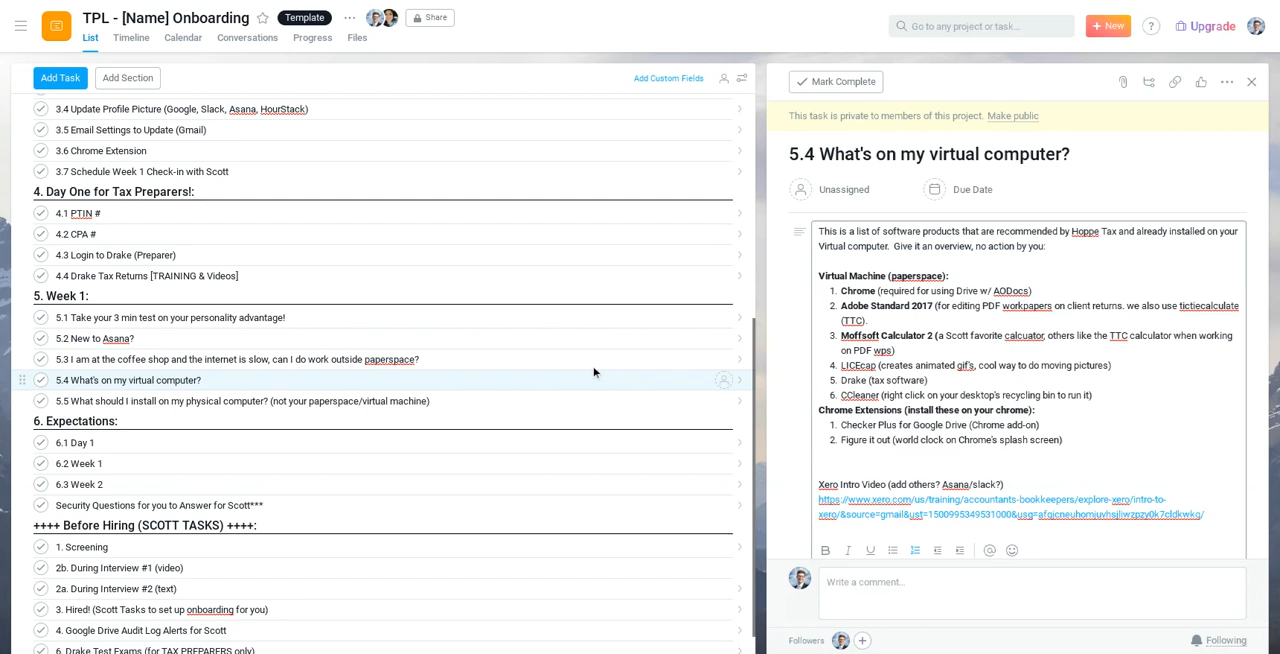 TPL - [Name] Onboarding
Template
Share
Go to any project or task…
New
?
Upgrade
List
Timeline
Calendar
Conversations
Progress
Files
Add Task
Add Section
Add Custom Fields
3.4 Update Profile Picture (Google, Slack, Asana, HourStack)
3.5 Email Settings to Update (Gmail)
3.6 Chrome Extension
3.7 Schedule Week 1 Check-in with Scott
4. Day One for Tax Preparers!:
4.1 PTIN #
4.2 CPA #
4.3 Login to Drake (Preparer)
4.4 Drake Tax Returns [TRAINING & Videos]
5. Week 1:
5.1 Take your 3 min test on your personality advantage!
5.2 New to Asana?
5.3 I am at the coffee shop and the internet is slow, can I do work outside paperspace?
5.4 What's on my virtual computer?
5.5 What should I install on my physical computer? (not your paperspace/virtual machine)
6. Expectations:
6.1 Day 1
6.2 Week 1
6.3 Week 2
Security Questions for you to Answer for Scott***
++++ Before Hiring (SCOTT TASKS) ++++:
1. Screening
2b. During Interview #1 (video)
2a. During Interview #2 (text)
3. Hired! (Scott Tasks to set up onboarding for you)
4. Google Drive Audit Log Alerts for Scott
6. Drake Test Exams (for TAX PREPARERS only)
Mark Complete
This task is private to members of this project. Make public
5.4 What's on my virtual computer?
Unassigned
Due Date
This is a list of software products that are recommended by Hoppe Tax and already installed on your
Virtual computer. Give it an overview, no action by you:
Virtual Machine (paperspace):
1. Chrome (required for using Drive w/ AODocs)
2. Adobe Standard 2017 (for editing PDF workpapers on client returns. we also use tictiecalculate
(TTC).
3. Moffsoft Calculator 2 (a Scott favorite calcuator, others like the TTC calculator when working
on PDF wps)
4. LICEcap (creates animated gif's, cool way to do moving pictures)
5. Drake (tax software)
6. CCleaner (right click on your desktop's recycling bin to run it)
Chrome Extensions (install these on your chrome):
1. Checker Plus for Google Drive (Chrome add-on)
2. Figure it out (world clock on Chrome's splash screen)
Xero Intro Video (add others? Asana/slack?)
https://www.xero.com/us/training/accountants-bookkeepers/explore-xero/intro-to-
xero/&source=gmail&ust=1500995349531000&usg=afqjcneuhomjuvhsjliwzpzy0k7cldkwkg/
B I U
Write a comment…
Followers
Following